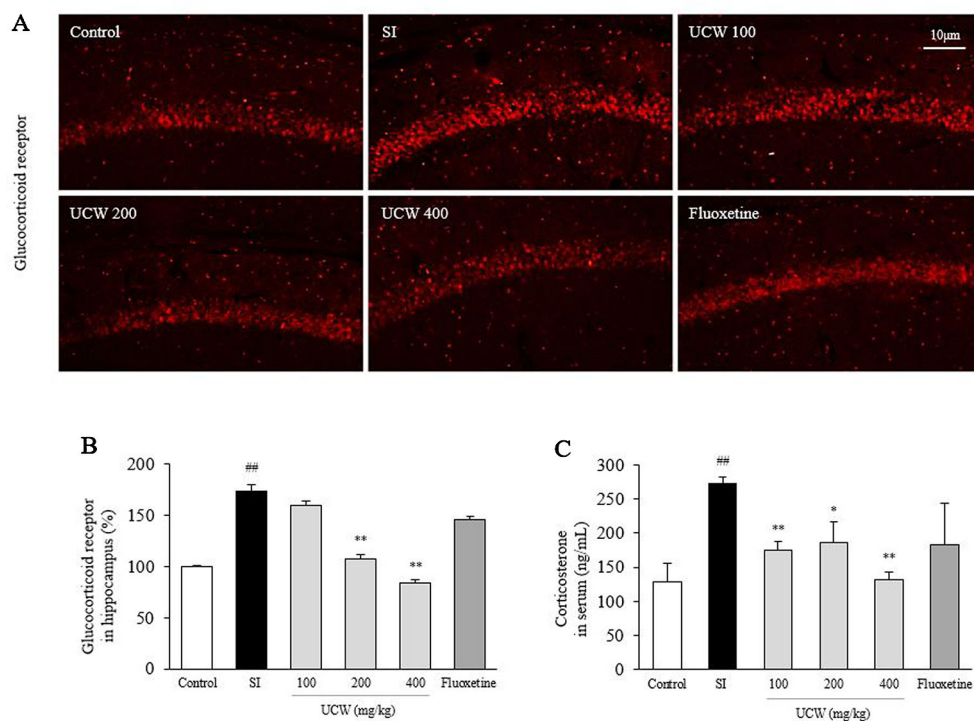 A
Glucocorticoid receptor
Control
SI
UCW 100
10μm
UCW 200
UCW 400
Fluoxetine
B
Glucocorticoid receptor
in hippocampus (%)
200
150
100
50
0
##
**
**
Control
SI
100
200
400
Fluoxetine
UCW (mg/kg)
C
Corticosterone
in serum (ng/mL)
300
250
200
150
100
50
0
##
**
*
**
Control
SI
100
200
400
Fluoxetine
UCW (mg/kg)